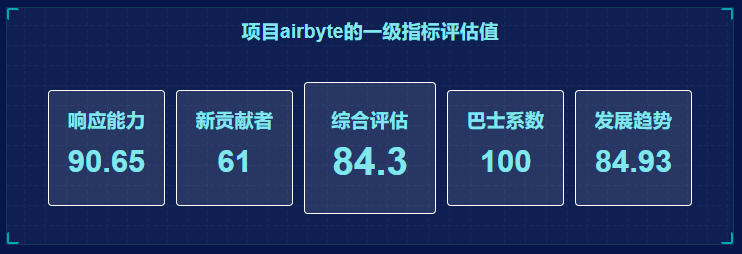 项目airbyte的一级指标评估值
响应能力
90.65
新贡献者
61
综合评估
84.3
巴士系数
100
发展趋势
84.93